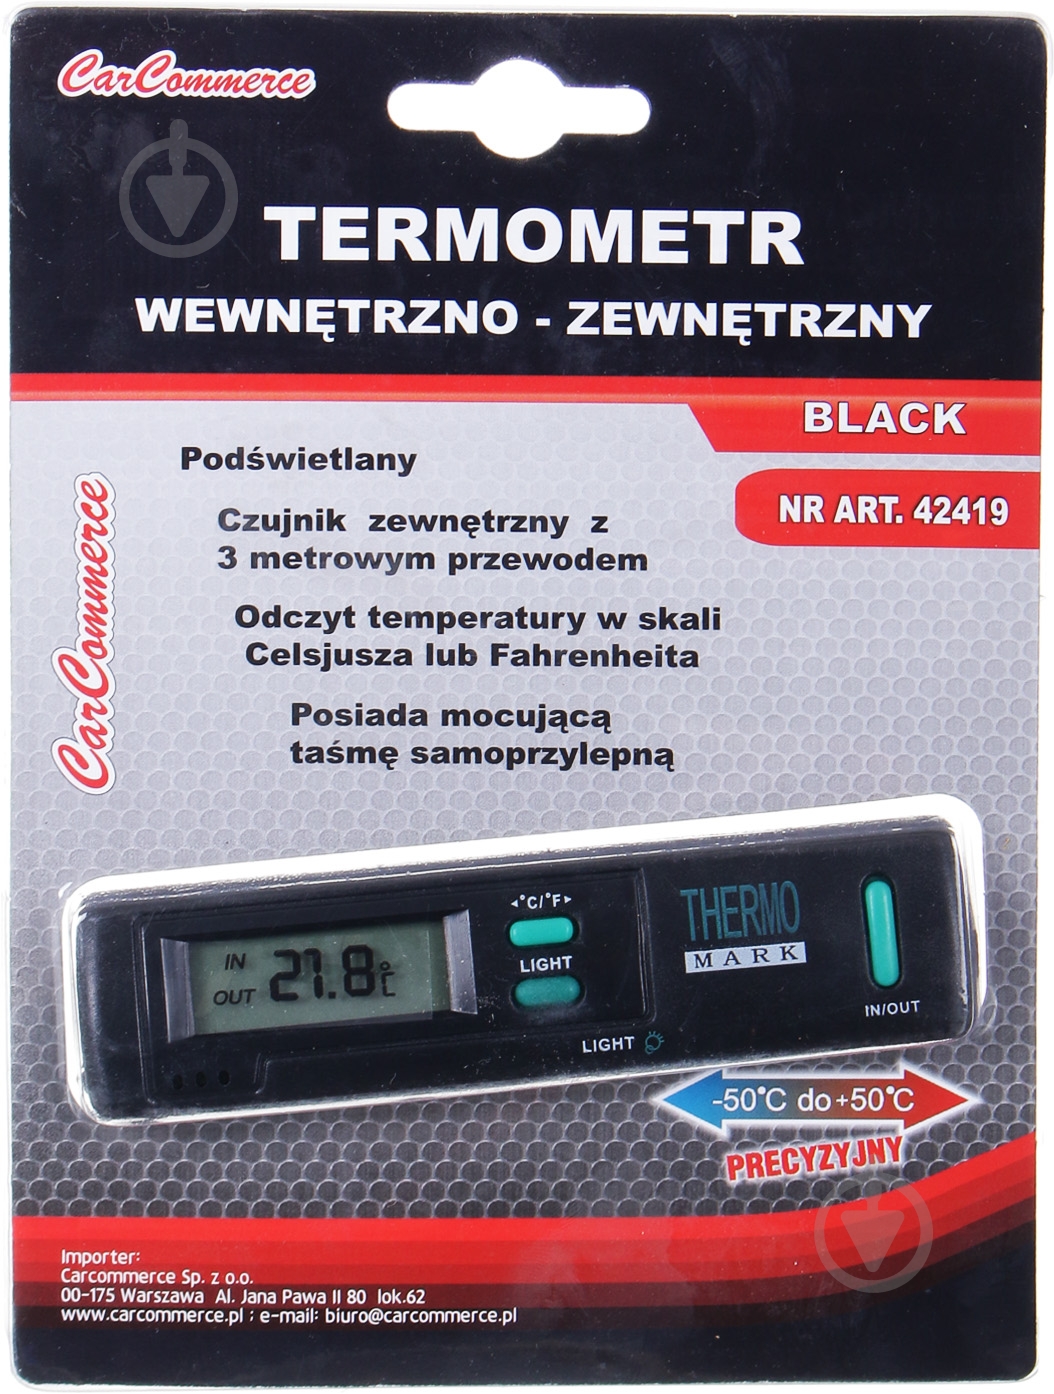 CarCommerce
TERMOMETR
WEWNĘTRZNO - ZEWNĘTRZNY
BLACK
NR ART. 42419
Podświetlany
Czujnik zewnętrzny z
3 metrowym przewodem
Odczyt temperatury w skali
Celsjusza lub Fahrenheita
Posiada mocującą
taśmę samoprzylepną
CarCommerce
IN
OUT
21.8°C
◂°C/°F▸
LIGHT
LIGHT
THERMO
MARK
IN/OUT
-50°C do +50°C
PRECYZYJNY
Importer:
Carcommerce Sp. z o.o.
00-175 Warszawa Al. Jana Pawa II 80 lok.62
www.carcommerce.pl ; e-mail: biuro@carcommerce.pl